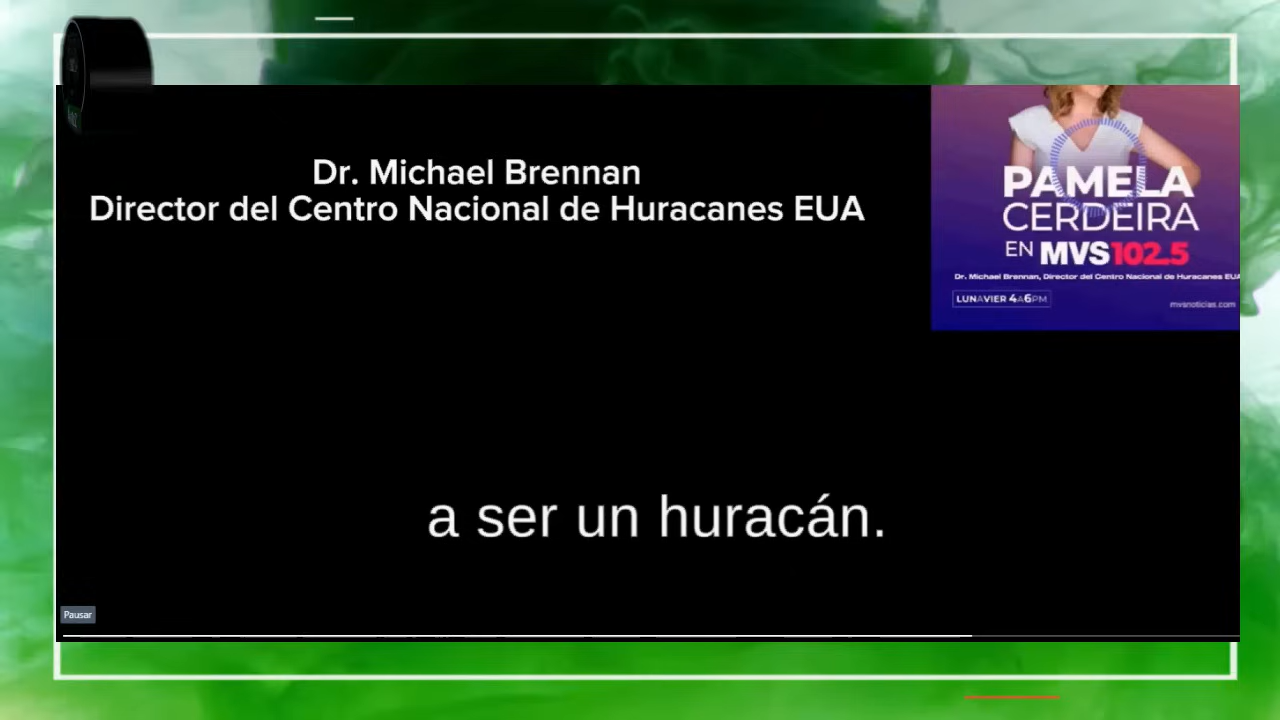 Dr. Michael Brennan
Director del Centro Nacional de Huracanes EUA
PAMELA
CERDEIRA
EN MVS102.5
Dr. Michael Brennan, Director del Centro Nacional de Huracanes EUA
LUNAVIER 4A6PM
mvsnoticias.com
a ser un huracán.
Pausar